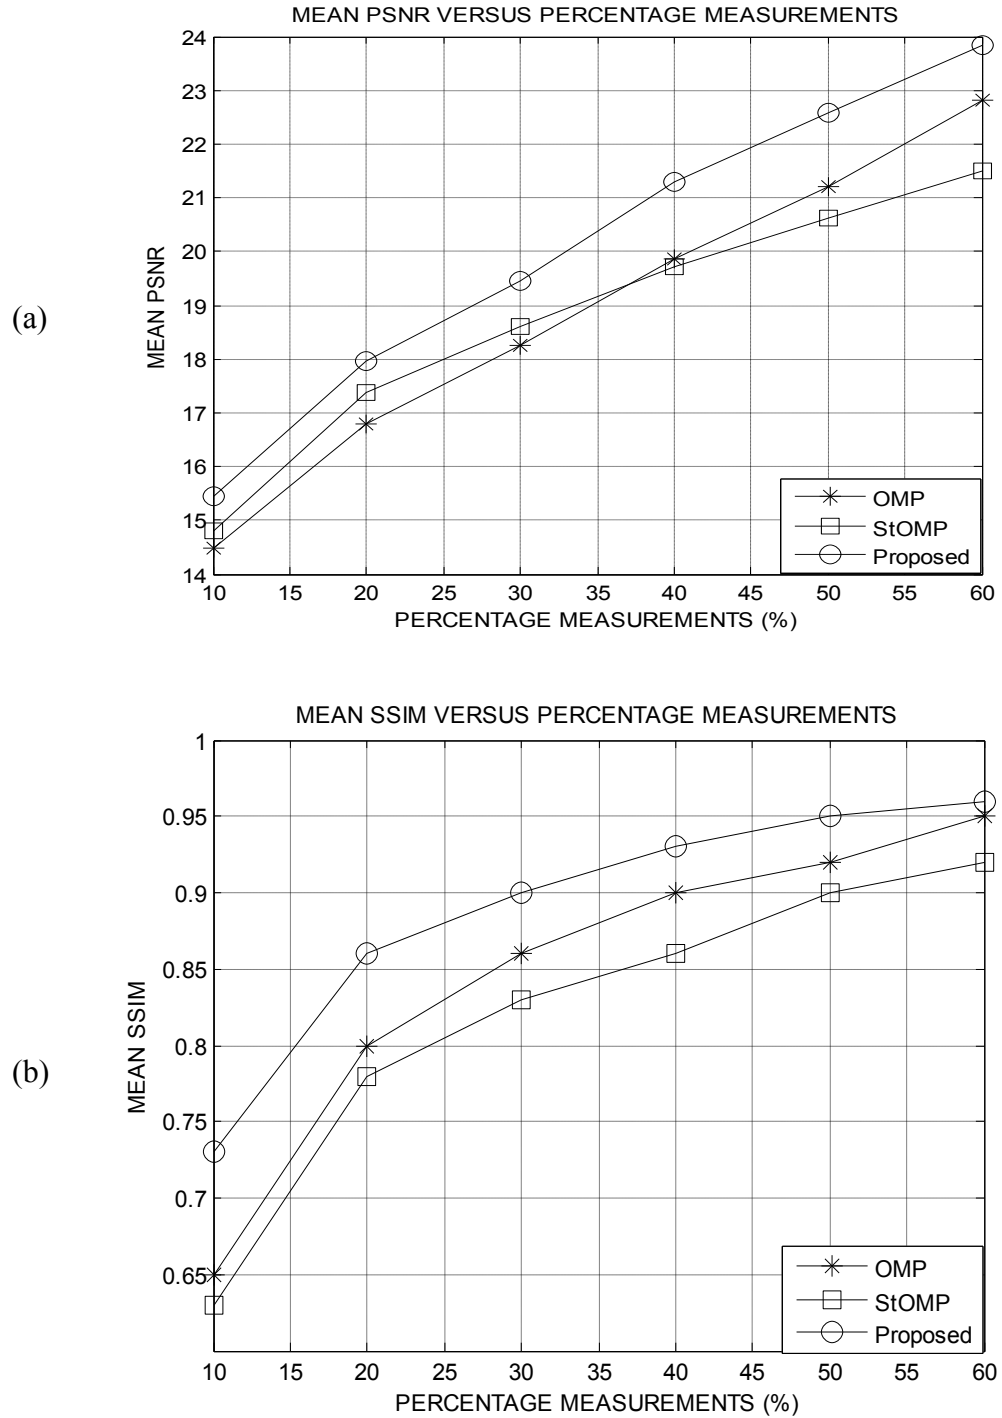 MEAN PSNR VERSUS PERCENTAGE MEASUREMENTS
24
23
22
21
20
19
18
17
16
15
14
MEAN PSNR
(a)
OMP
StOMP
Proposed
10 15 20 25 30 35 40 45 50 55 60
PERCENTAGE MEASUREMENTS (%)
MEAN SSIM VERSUS PERCENTAGE MEASUREMENTS
1
0.95
0.9
0.85
0.8
0.75
0.7
0.65
MEAN SSIM
(b)
OMP
StOMP
Proposed
10 15 20 25 30 35 40 45 50 55 60
PERCENTAGE MEASUREMENTS (%)